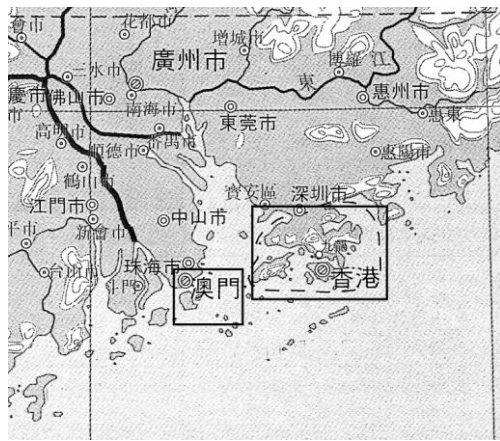 會市
花都市
增城市
三水市
廣州市
博羅
江
東
慶市
佛山市
南海市
東莞市
惠州市
惠東
高明市
順德市
番禺市
惠陽市
鶴山市
寶安區
深圳市
江門市
中山市
新會市
平市
九龍
台山市
斗門
珠海市
澳門
香港